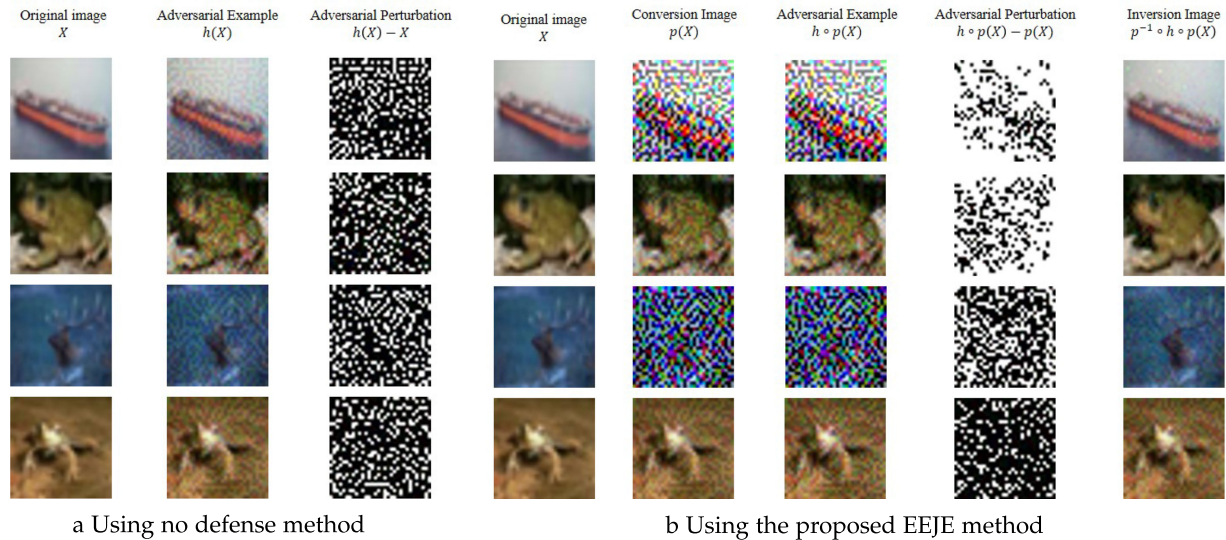 Original image
X
Adversarial Example
h(X)
Adversarial Perturbation
h(X) − X
Original image
X
Conversion Image
p(X)
Adversarial Example
h ∘ p(X)
Adversarial Perturbation
h ∘ p(X) − p(X)
Inversion Image
p⁻¹ ∘ h ∘ p(X)
a Using no defense method
b Using the proposed EEJE method